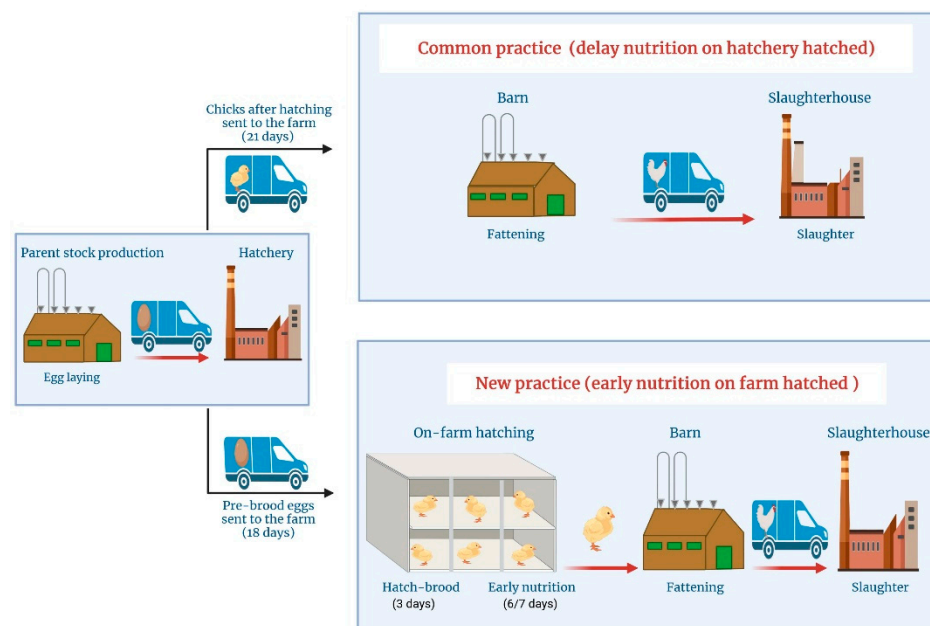 Common practice (delay nutrition on hatchery hatched)
Barn
Slaughterhouse
Fattening
Slaughter
Chicks after hatching
sent to the farm
(21 days)
Parent stock production
Hatchery
Egg laying
Pre-brood eggs
sent to the farm
(18 days)
New practice (early nutrition on farm hatched )
On-farm hatching
Barn
Slaughterhouse
Hatch-brood
(3 days)
Early nutrition
(6/7 days)
Fattening
Slaughter